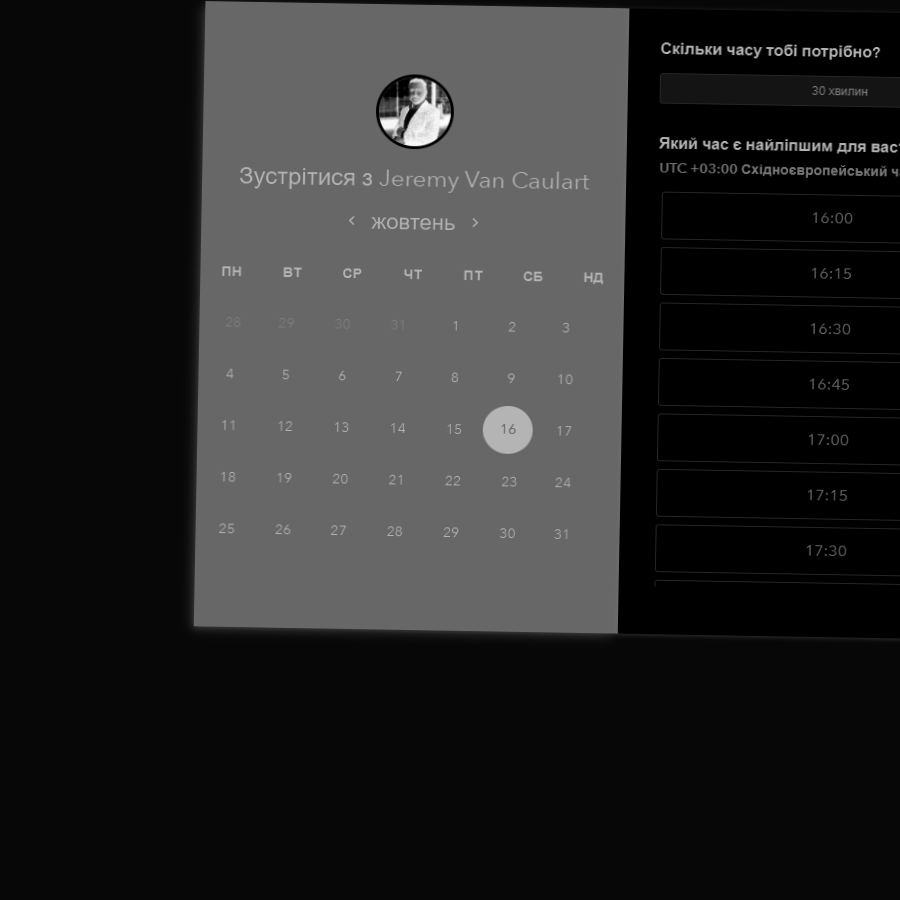 Зустрітися з Jeremy Van Caulart
‹ жовтень ›
ПН ВТ СР ЧТ ПТ СБ НД
28 29 30 31 1 2 3
4 5 6 7 8 9 10
11 12 13 14 15 16 17
18 19 20 21 22 23 24
25 26 27 28 29 30 31
Скільки часу тобі потрібно?
30 хвилин
Який час є найліпшим для вас
UTC +03:00 Східноєвропейський
16:00
16:15
16:30
16:45
17:00
17:15
17:30